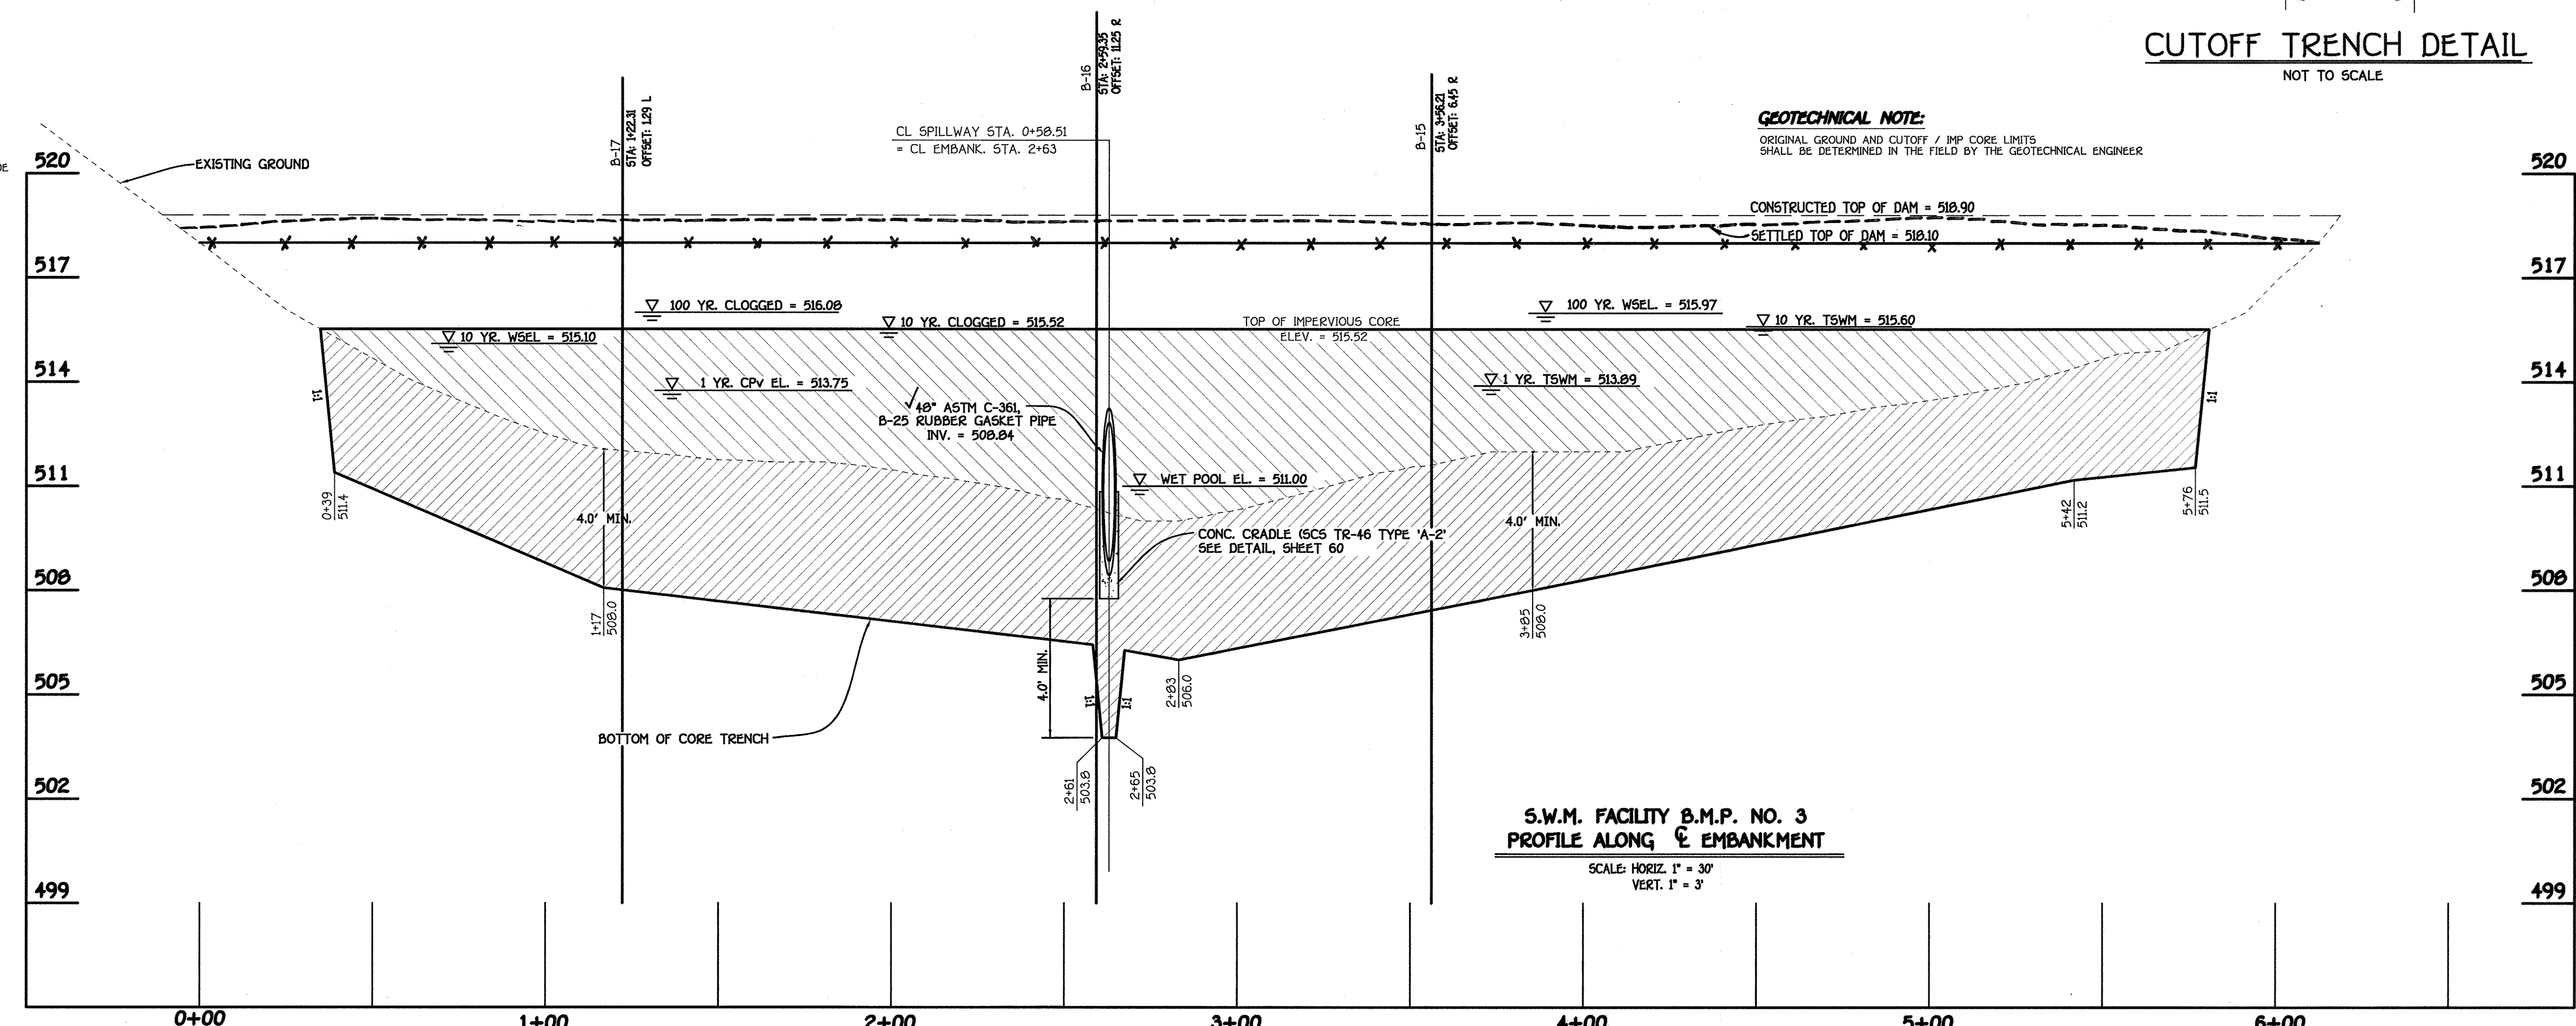 CUTOFF TRENCH DETAIL
NOT TO SCALE
GEOTECHNICAL NOTE:
ORIGINAL GROUND AND CUTOFF / IMP CORE LIMITS
SHALL BE DETERMINED IN THE FIELD BY THE GEOTECHNICAL ENGINEER
B-17
STA: 1+22.31
OFFSET: 1.29 L
B-16
STA: 2+59.35
OFFSET: 11.25 R
B-15
STA: 3+56.21
OFFSET: 6.45 R
CL SPILLWAY STA. 0+58.51
= CL EMBANK. STA. 2+63
EXISTING GROUND
520
517
514
511
508
505
502
499
520
517
514
511
508
505
502
499
CONSTRUCTED TOP OF DAM = 518.90
SETTLED TOP OF DAM = 518.10
100 YR. CLOGGED = 516.08
10 YR. CLOGGED = 515.52
100 YR. WSEL. = 515.97
10 YR. TSWM = 515.60
TOP OF IMPERVIOUS CORE
ELEV. = 515.52
10 YR. WSEL = 515.10
1 YR. CPV EL. = 513.75
1 YR. TSWM = 513.89
1:1
1:1
48" ASTM C-361,
B-25 RUBBER GASKET PIPE
INV. = 508.84
WET POOL EL. = 511.00
CONC. CRADLE (SCS TR-46 TYPE 'A-2'
SEE DETAIL, SHEET 60
4.0' MIN.
4.0' MIN.
4.0' MIN.
0+39
511.4
1+17
508.0
1:1
1:1
2+61
503.8
2+65
503.8
2+83
506.0
3+85
508.0
5+42
511.2
5+76
511.5
BOTTOM OF CORE TRENCH
S.W.M. FACILITY B.M.P. NO. 3
PROFILE ALONG ℄ EMBANKMENT
SCALE: HORIZ. 1" = 30'
VERT. 1" = 3'
0+00
1+00
2+00
3+00
4+00
5+00
6+00